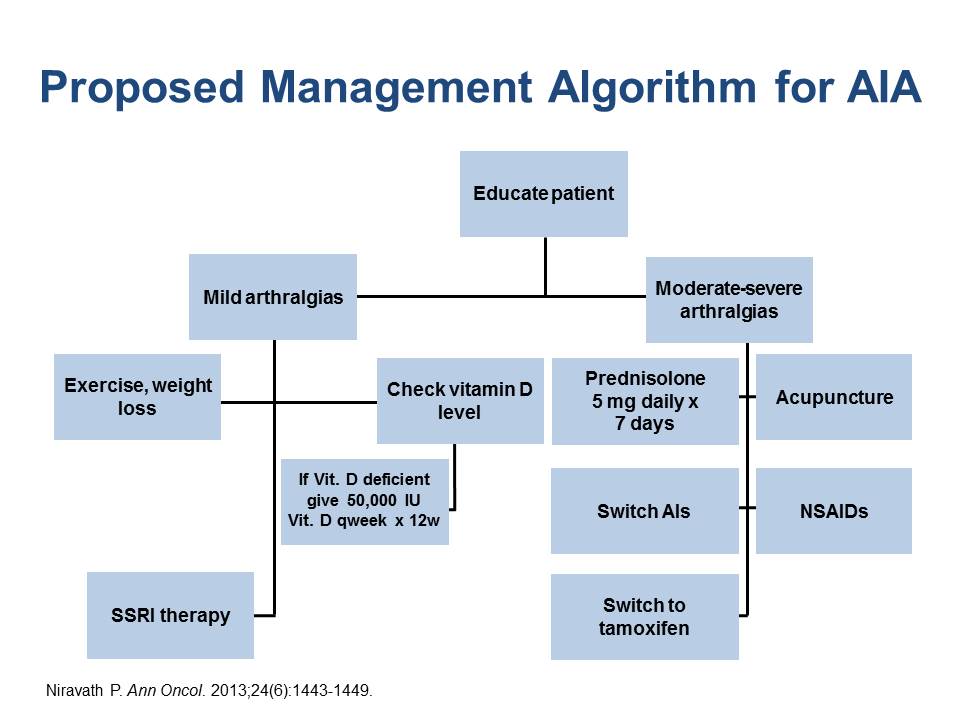 Proposed Management Algorithm for AIA
Educate patient
Mild arthralgias
Moderate-severe
arthralgias
Exercise, weight
loss
Check vitamin D
level
Prednisolone
5 mg daily x
7 days
Acupuncture
If Vit. D deficient
give 50,000 IU
Vit. D qweek x 12w
Switch AIs
NSAIDs
SSRI therapy
Switch to
tamoxifen
Niravath P. Ann Oncol. 2013;24(6):1443-1449.